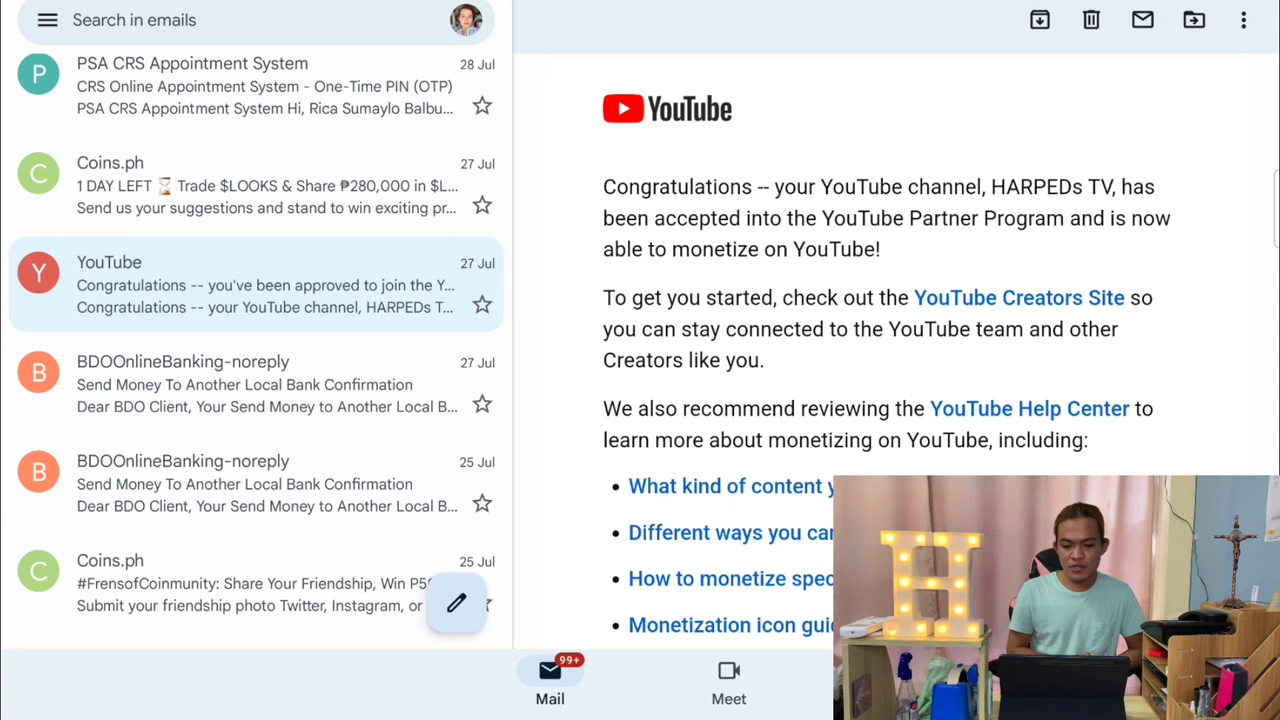 Search in emails
P
PSA CRS Appointment System
28 Jul
CRS Online Appointment System - One-Time PIN (OTP)
PSA CRS Appointment System Hi, Rica Sumaylo Balbu...
C
Coins.ph
27 Jul
1 DAY LEFT ⏳ Trade $LOOKS & Share ₱280,000 in $L...
Send us your suggestions and stand to win exciting pr...
Y
YouTube
27 Jul
Congratulations -- you've been approved to join the Y...
Congratulations -- your YouTube channel, HARPEDs T...
B
BDOOnlineBanking-noreply
27 Jul
Send Money To Another Local Bank Confirmation
Dear BDO Client, Your Send Money to Another Local B...
B
BDOOnlineBanking-noreply
25 Jul
Send Money To Another Local Bank Confirmation
Dear BDO Client, Your Send Money to Another Local B...
C
Coins.ph
25 Jul
#FrensofCoinmunity: Share Your Friendship, Win
Submit your friendship photo Twitter, Instagram, or
99+
Mail
Meet
YouTube
Congratulations -- your YouTube channel, HARPEDs TV, has
been accepted into the YouTube Partner Program and is now
able to monetize on YouTube!
To get you started, check out the YouTube Creators Site so
you can stay connected to the YouTube team and other
Creators like you.
We also recommend reviewing the YouTube Help Center to
learn more about monetizing on YouTube, including:
• What kind of content
• Different ways you
• How to monetize
• Monetization icon
H